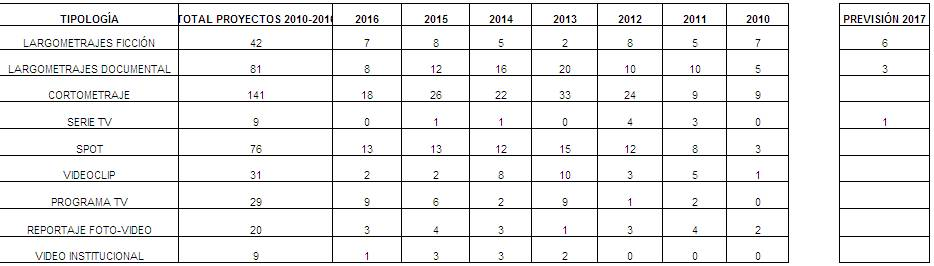 TIPOLOGÍA TOTAL PROYECTOS 2010-201 2016 2015 2014 2013 2012 2011 2010 PREVISIÓN 2017
LARGOMETRAJES FICCIÓN 42 7 8 5 2 8 5 7 6
LARGOMETRAJES DOCUMENTAL 81 8 12 16 20 10 10 5 3
CORTOMETRAJE 141 18 26 22 33 24 9 9
SERIE TV 9 0 1 1 0 4 3 0 1
SPOT 76 13 13 12 15 12 8 3
VIDEOCLIP 31 2 2 8 10 3 5 1
PROGRAMA TV 29 9 6 2 9 1 2 0
REPORTAJE FOTO-VIDEO 20 3 4 3 1 3 4 2
VIDEO INSTITUCIONAL 9 1 3 3 2 0 0 0